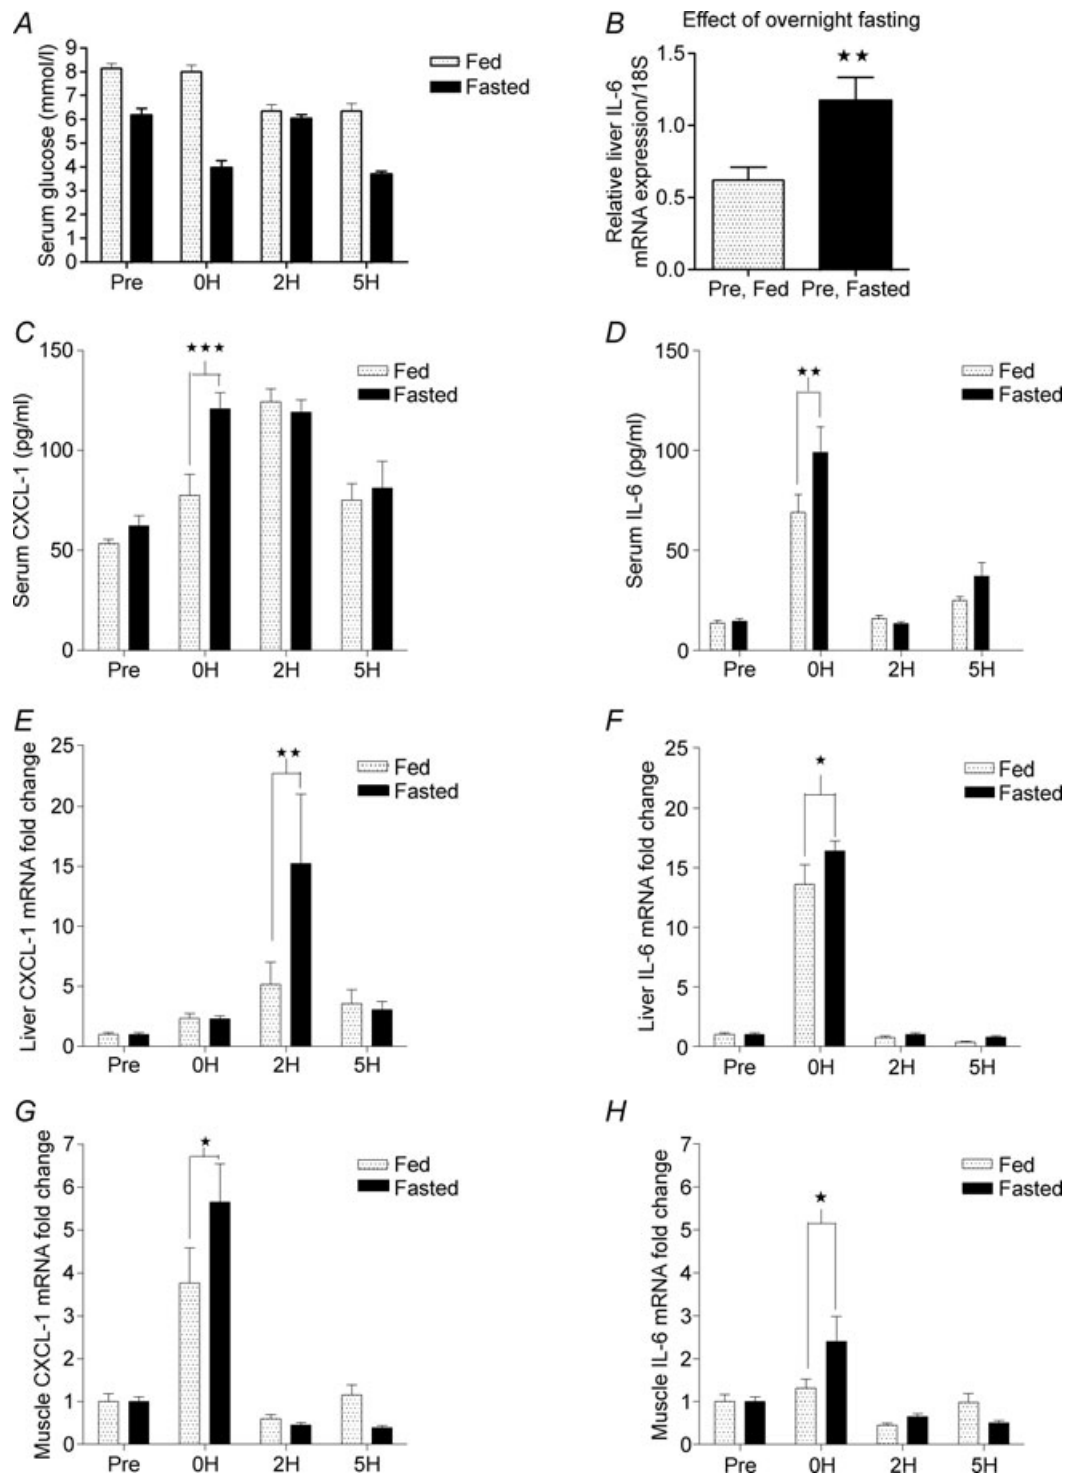 A
Serum glucose (mmol/l)
9
8
7
6
5
4
3
2
1
0
Pre
0H
2H
5H
Fed
Fasted
B
Effect of overnight fasting
Relative liver IL-6
mRNA expression/18S
1.5
1.0
0.5
0.0
★★
Pre, Fed
Pre, Fasted
C
Serum CXCL-1 (pg/ml)
150
100
50
0
★★★
Pre
0H
2H
5H
Fed
Fasted
D
Serum IL-6 (pg/ml)
150
100
50
0
★★
Pre
0H
2H
5H
Fed
Fasted
E
Liver CXCL-1 mRNA fold change
25
20
15
10
5
0
★★
Pre
0H
2H
5H
Fed
Fasted
F
Liver IL-6 mRNA fold change
25
20
15
10
5
0
★
Pre
0H
2H
5H
Fed
Fasted
G
Muscle CXCL-1 mRNA fold change
7
6
5
4
3
2
1
0
★
Pre
0H
2H
5H
Fed
Fasted
H
Muscle IL-6 mRNA fold change
7
6
5
4
3
2
1
0
★
Pre
0H
2H
5H
Fed
Fasted